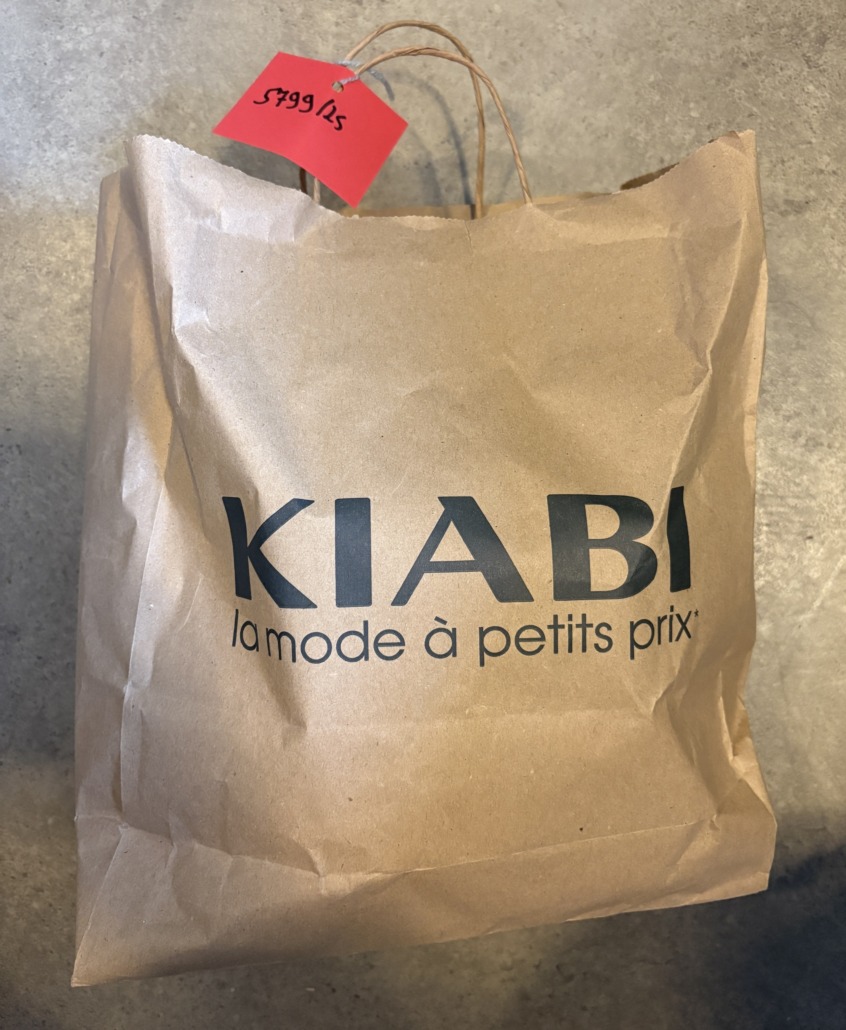 5799/25
KIABI
la mode à petits prix*